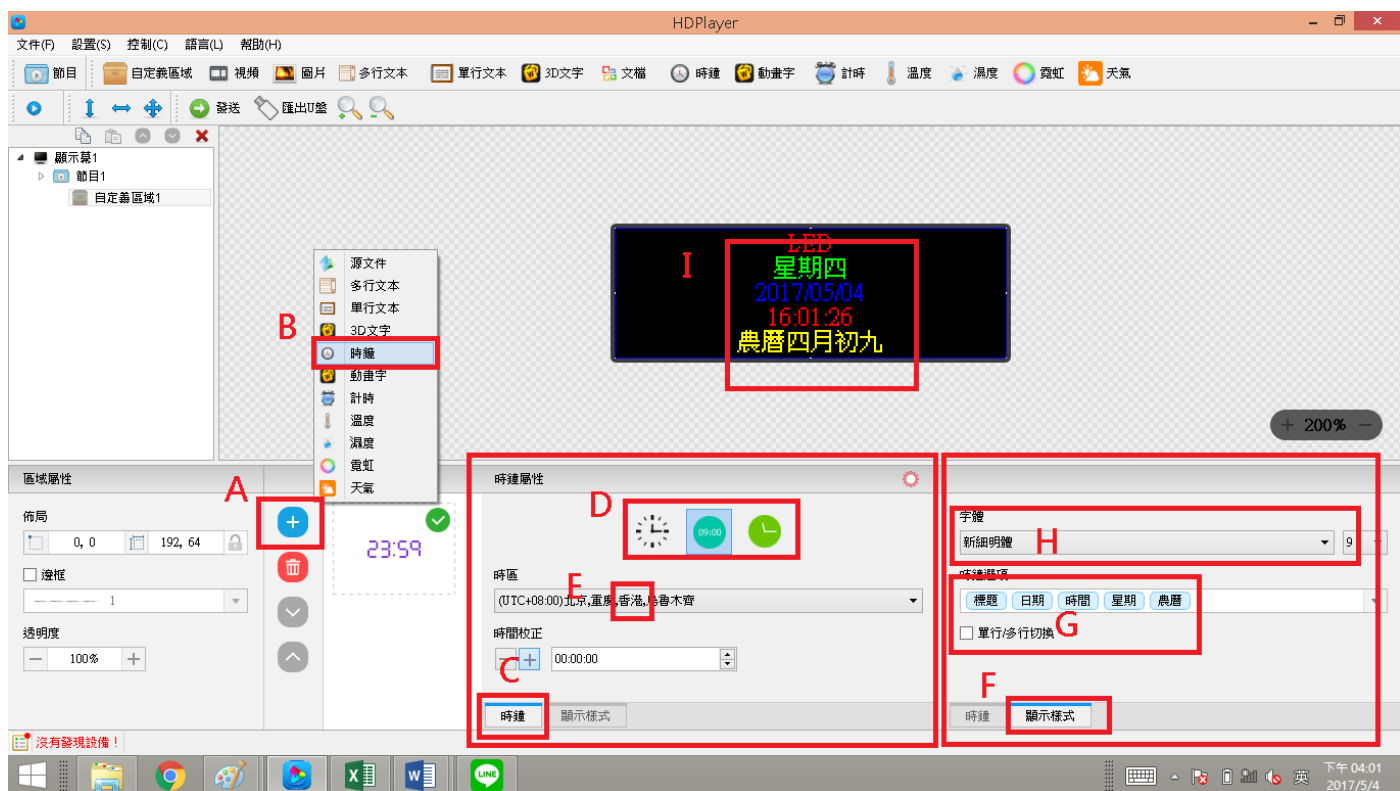 HDPlayer
文件(F) 設置(S) 控制(C) 語言(L) 幫助(H)
節目 自定義區域 視頻 圖片 多行文本 單行文本 3D文字 文檔 時鐘 動畫字 計時 溫度 濕度 霓虹 天氣
發送 匯出U盤
顯示幕1
節目1
自定義區域1
源文件
多行文本
單行文本
3D文字
B
時鐘
動畫字
計時
溫度
濕度
霓虹
天氣
I
LED
星期四
2017/05/04
16:01:26
農曆四月初九
200%
區域屬性
A
佈局
0, 0 192, 64
邊框
1
透明度
100%
23:59
時鐘屬性
D
09:00
時區
E
(UTC+08:00)北京,重慶,香港,烏魯木齊
時間校正
00:00:00
C
時鐘 顯示樣式
字體
新細明體 9
H
時鐘選項
標題 日期 時間 星期 農曆
單行/多行切換
G
F
時鐘 顯示樣式
沒有發現設備！
LINE
英
下午 04:01
2017/5/4